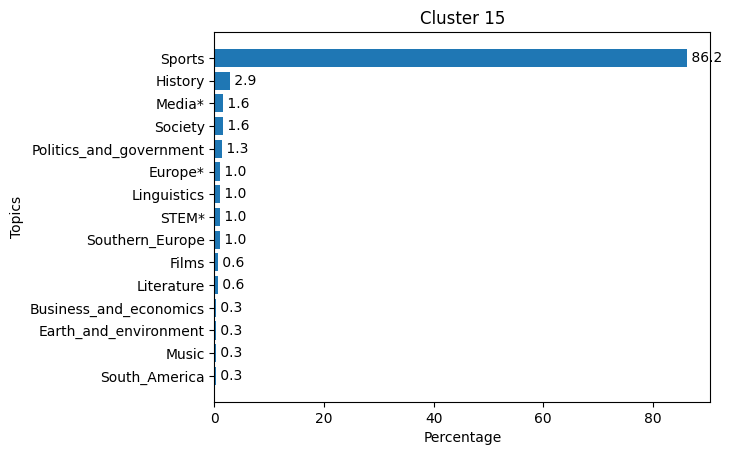 Cluster 15
Sports 86.2
History 2.9
Media* 1.6
Society 1.6
Politics_and_government 1.3
Europe* 1.0
Linguistics 1.0
STEM* 1.0
Southern_Europe 1.0
Films 0.6
Literature 0.6
Business_and_economics 0.3
Earth_and_environment 0.3
Music 0.3
South_America 0.3
Topics
0 20 40 60 80
Percentage